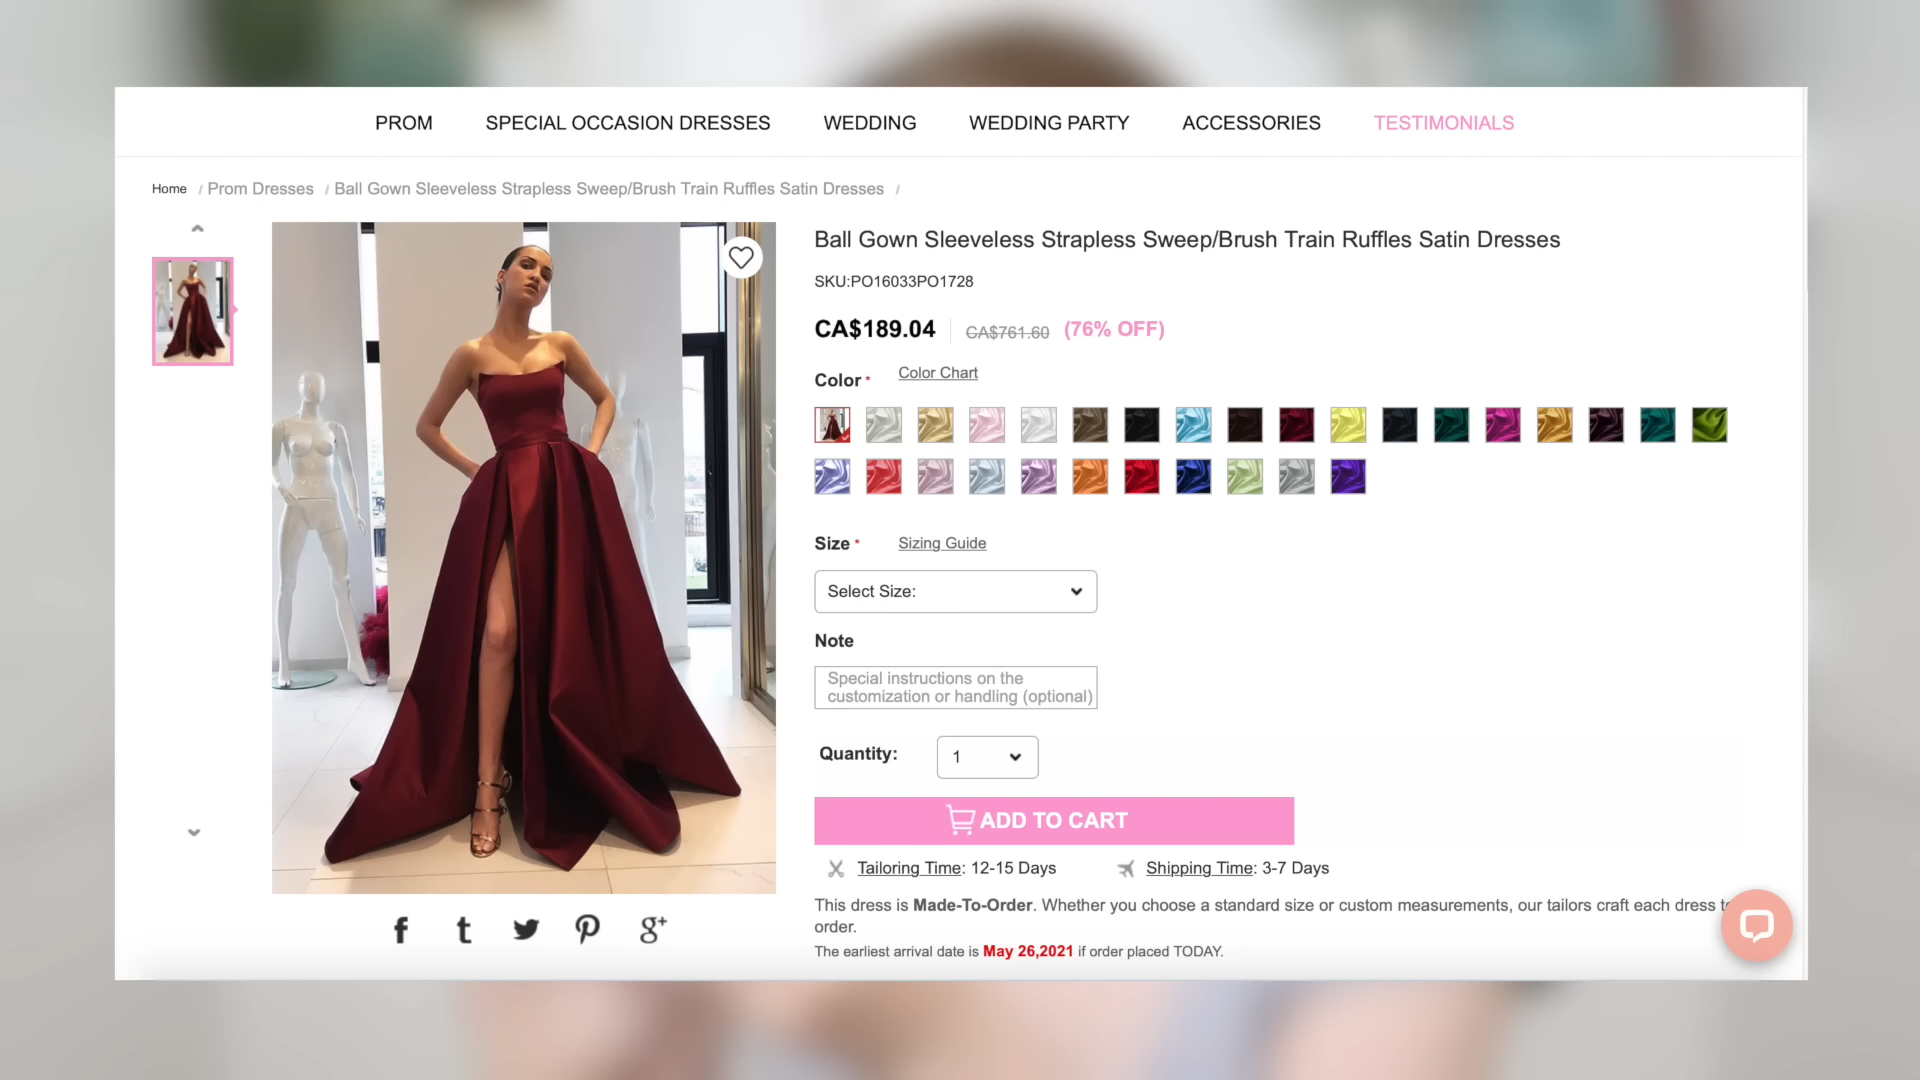 PROM SPECIAL OCCASION DRESSES WEDDING WEDDING PARTY ACCESSORIES TESTIMONIALS
Home / Prom Dresses / Ball Gown Sleeveless Strapless Sweep/Brush Train Ruffles Satin Dresses /
Ball Gown Sleeveless Strapless Sweep/Brush Train Ruffles Satin Dresses
SKU:PO16033PO1728
CA$189.04 CA$761.60 (76% OFF)
Color * Color Chart
Size * Sizing Guide
Select Size:
Note
Special instructions on the
customization or handling (optional)
Quantity: 1
ADD TO CART
Tailoring Time: 12-15 Days Shipping Time: 3-7 Days
This dress is Made-To-Order. Whether you choose a standard size or custom measurements, our tailors craft each dress
order.
The earliest arrival date is May 26,2021 if order placed TODAY.